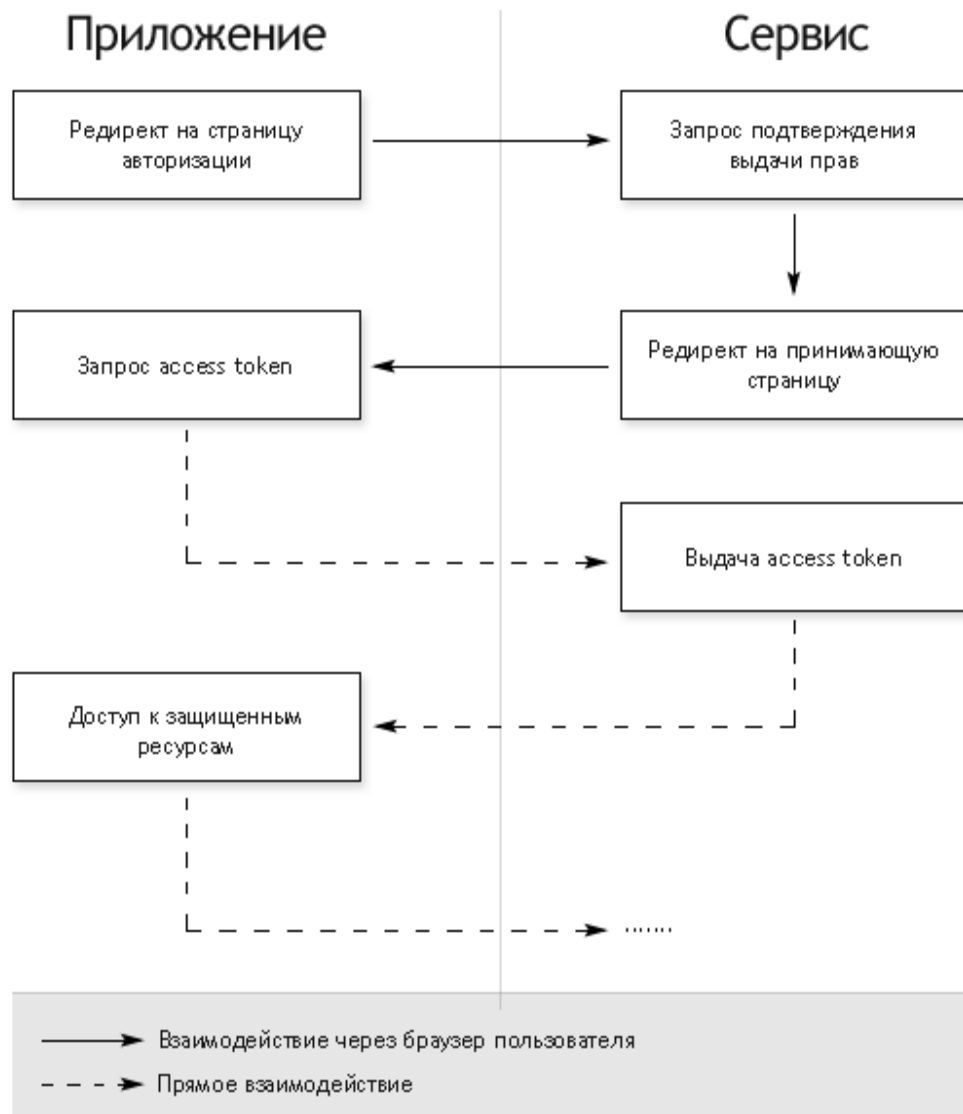 Приложение
Сервис
Редирект на страницу
авторизации
Запрос подтверждения
выдачи прав
Запрос access token
Редирект на принимающую
страницу
Выдача access token
Доступ к защищенным
ресурсам
.......
Взаимодействие через браузер пользователя
Прямое взаимодействие